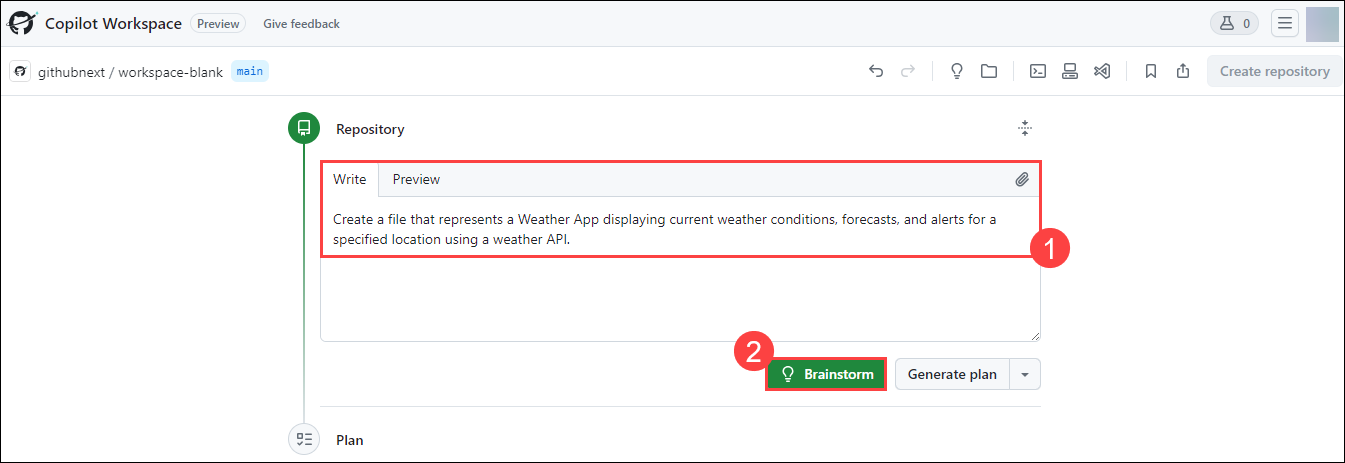 Copilot Workspace Preview Give feedback 0
githubnext / workspace-blank main Create repository
Repository
Write Preview
Create a file that represents a Weather App displaying current weather conditions, forecasts, and alerts for a
specified location using a weather API.
1
2
Brainstorm Generate plan
Plan